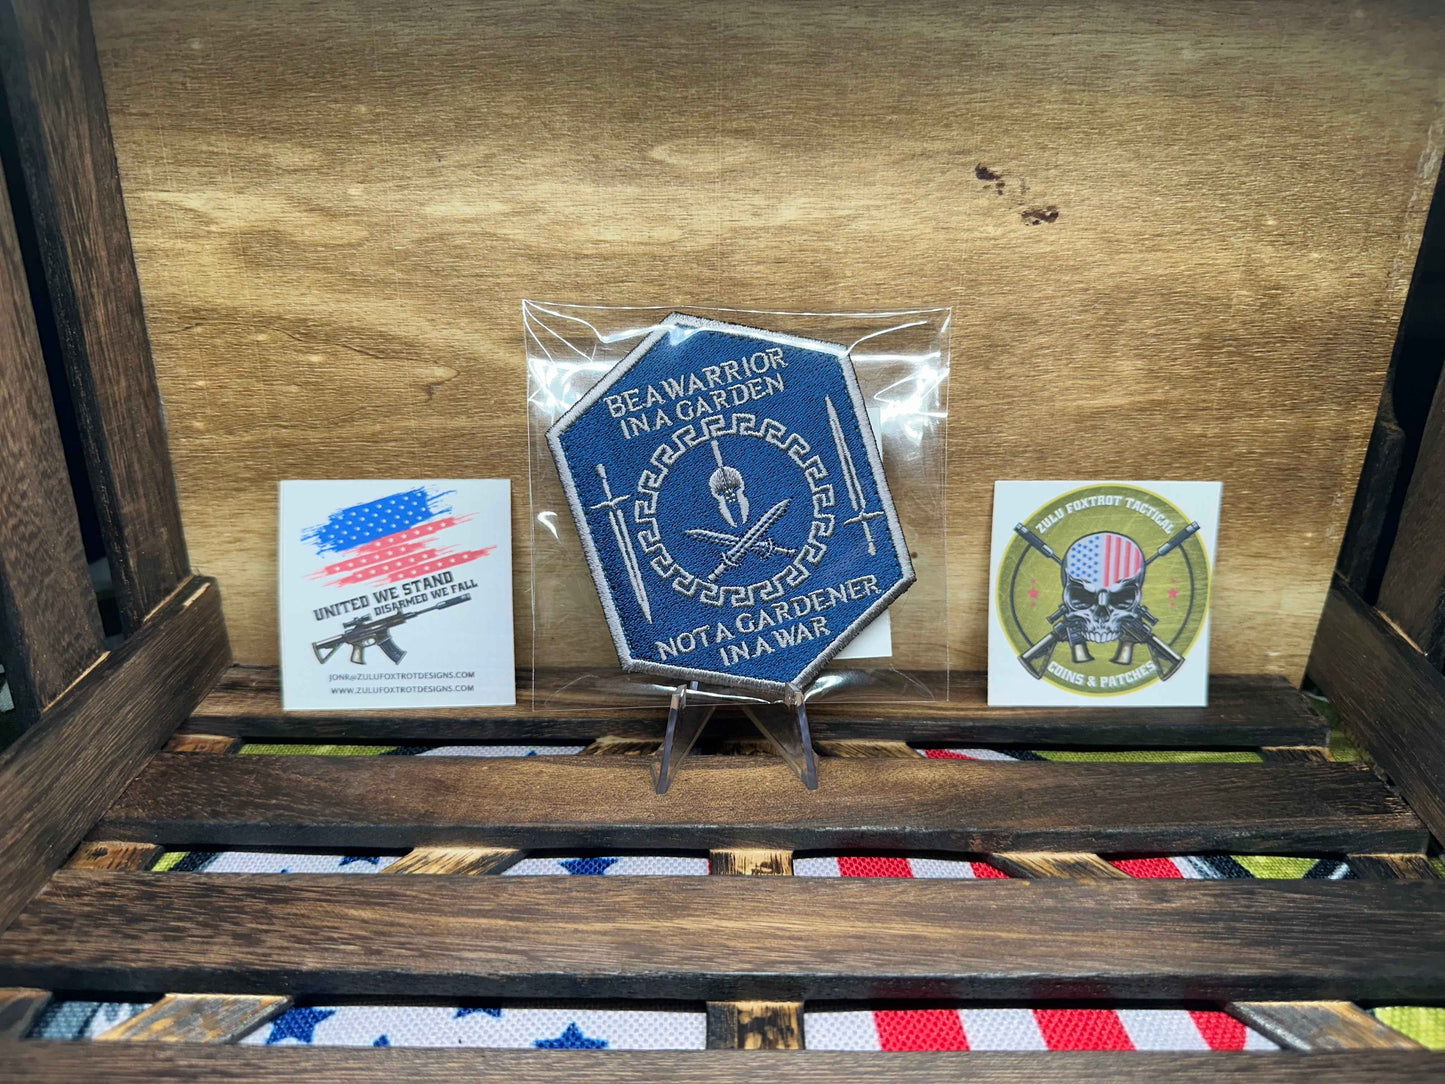 UNITED WE STAND
DISARMED WE FALL
JONR@ZULUFOXTROTDESIGNS.COM
WWW.ZULUFOXTROTDESIGNS.COM
BE A WARRIOR
IN A GARDEN
NOT A GARDENER
IN A WAR
ZULU FOXTROT TACTICAL
COINS & PATCHES